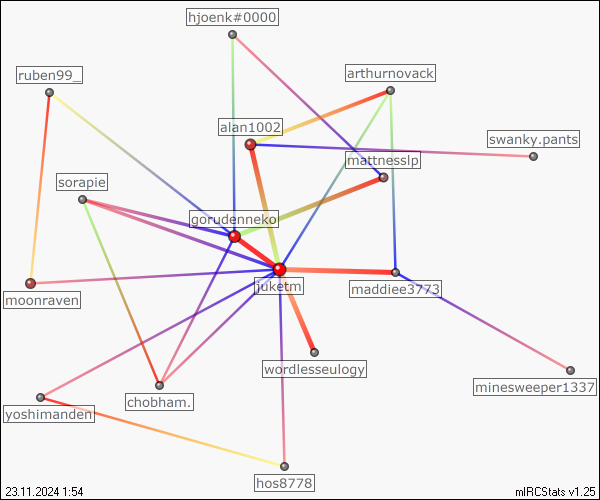 hjoenk#0000
ruben99_
arthurnovack
alan1002
swanky.pants
mattnesslp
sorapie
gorudenneko
juketm
moonraven
maddiee3773
wordlesseulogy
minesweeper1337
chobham.
yoshimanden
hos8778
23.11.2024 1:54
mIRCStats v1.25